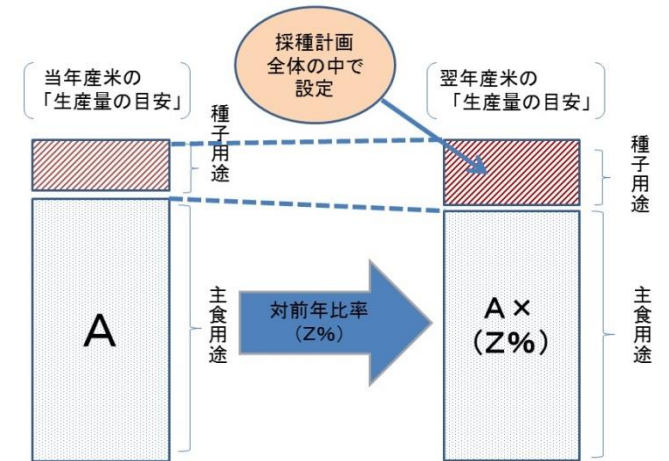 採種計画
全体の中で
設定
当年産米の
「生産量の目安」
翌年産米の
「生産量の目安」
種子用途
種子用途
主食用途
主食用途
A
対前年比率
（Z%）
A×
（Z%）